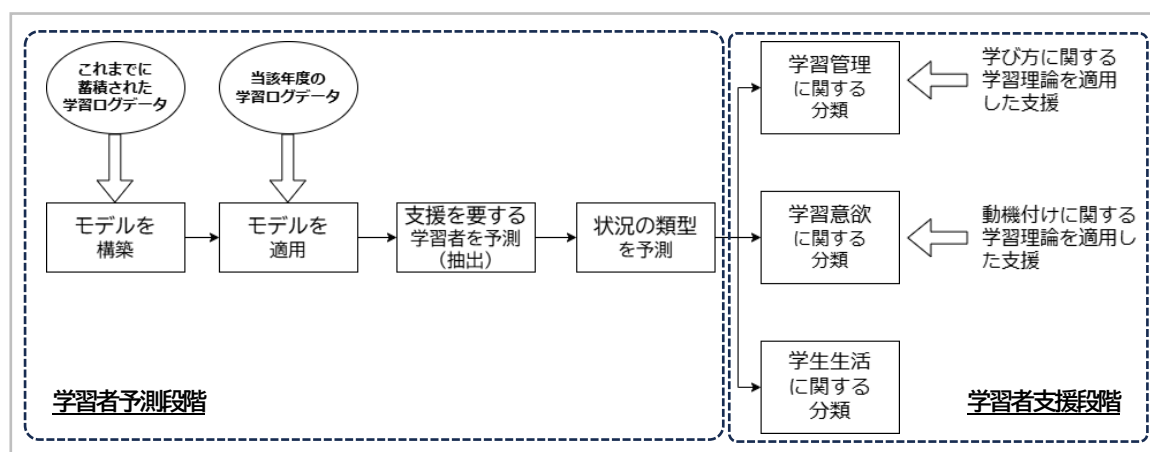 これまでに
蓄積された
学習ログデータ
当該年度の
学習ログデータ
モデルを
構築
モデルを
適用
支援を要する
学習者を予測
（抽出）
状況の類型
を予測
学習者予測段階
学習管理
に関する
分類
学び方に関する
学習理論を適用
した支援
学習意欲
に関する
分類
動機付けに関する
学習理論を適用し
た支援
学生生活
に関する
分類
学習者支援段階